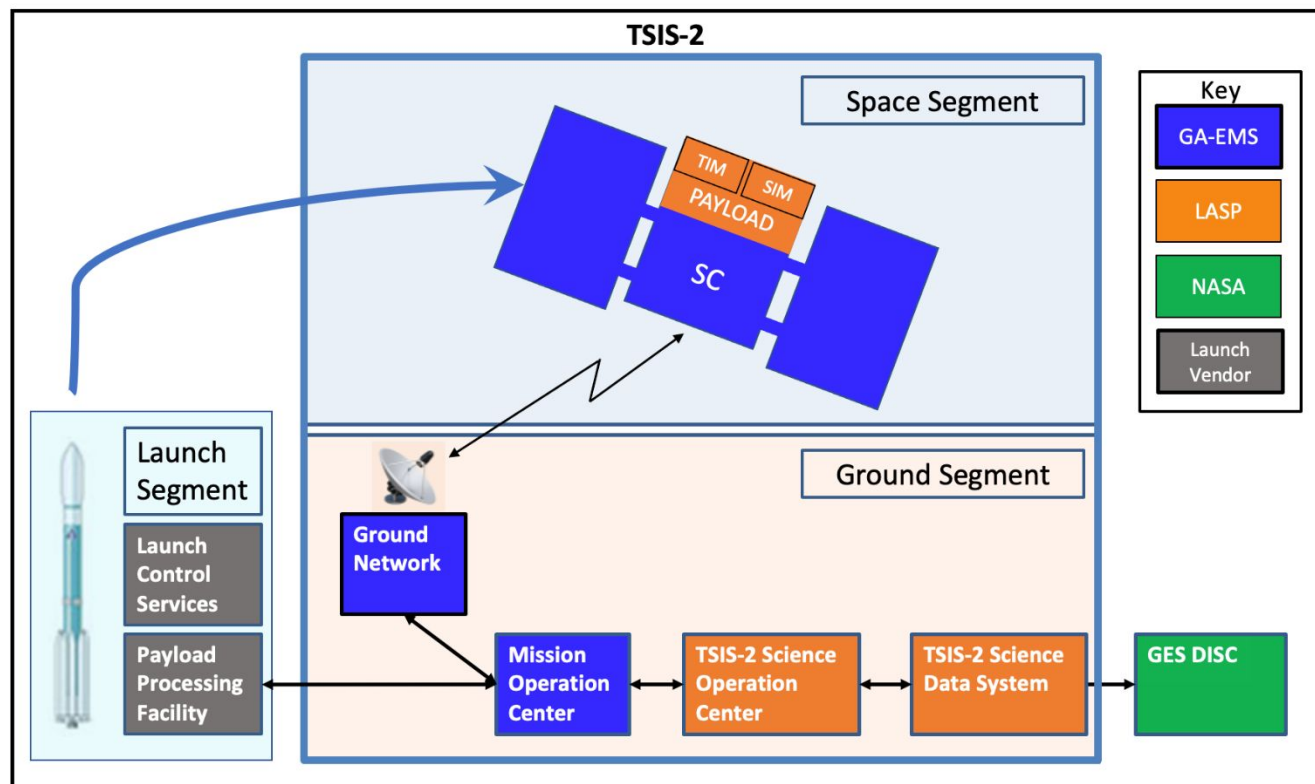 TSIS-2
Space Segment
TIM
SIM
PAYLOAD
SC
Key
GA-EMS
LASP
NASA
Launch
Vendor
Launch
Segment
Launch
Control
Services
Payload
Processing
Facility
Ground Segment
Ground
Network
Mission
Operation
Center
TSIS-2 Science
Operation
Center
TSIS-2 Science
Data System
GES DISC